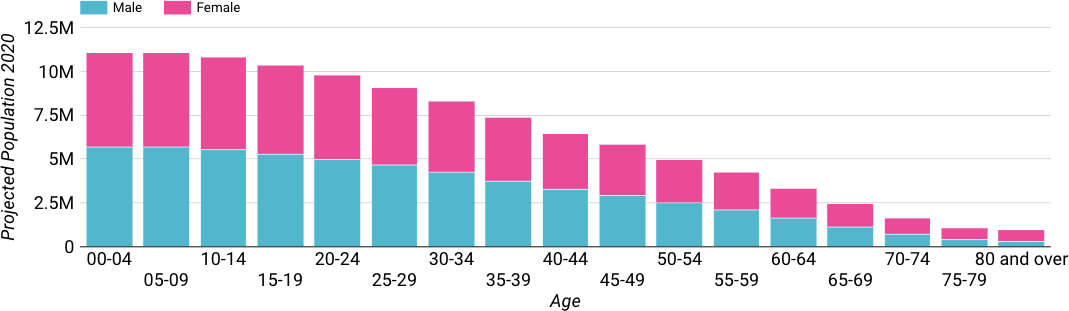 Male Female
Projected Population 2020
12.5M
10M
7.5M
5M
2.5M
0
00-04 10-14 20-24 30-34 40-44 50-54 60-64 70-74 80 and over
05-09 15-19 25-29 35-39 45-49 55-59 65-69 75-79
Age